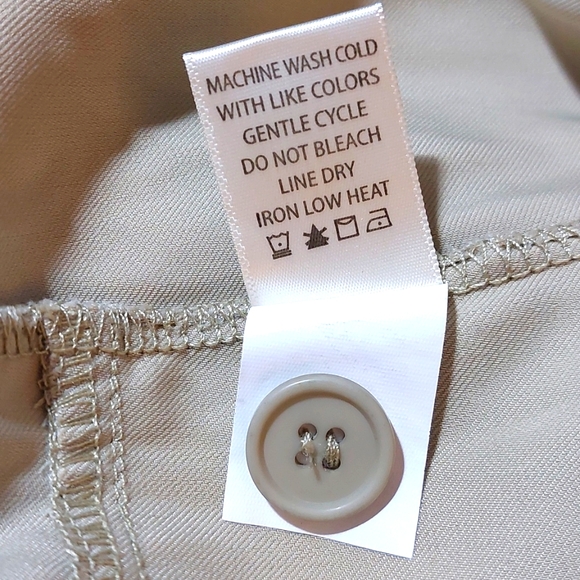 MACHINE WASH COLD
WITH LIKE COLORS
GENTLE CYCLE
DO NOT BLEACH
LINE DRY
IRON LOW HEAT